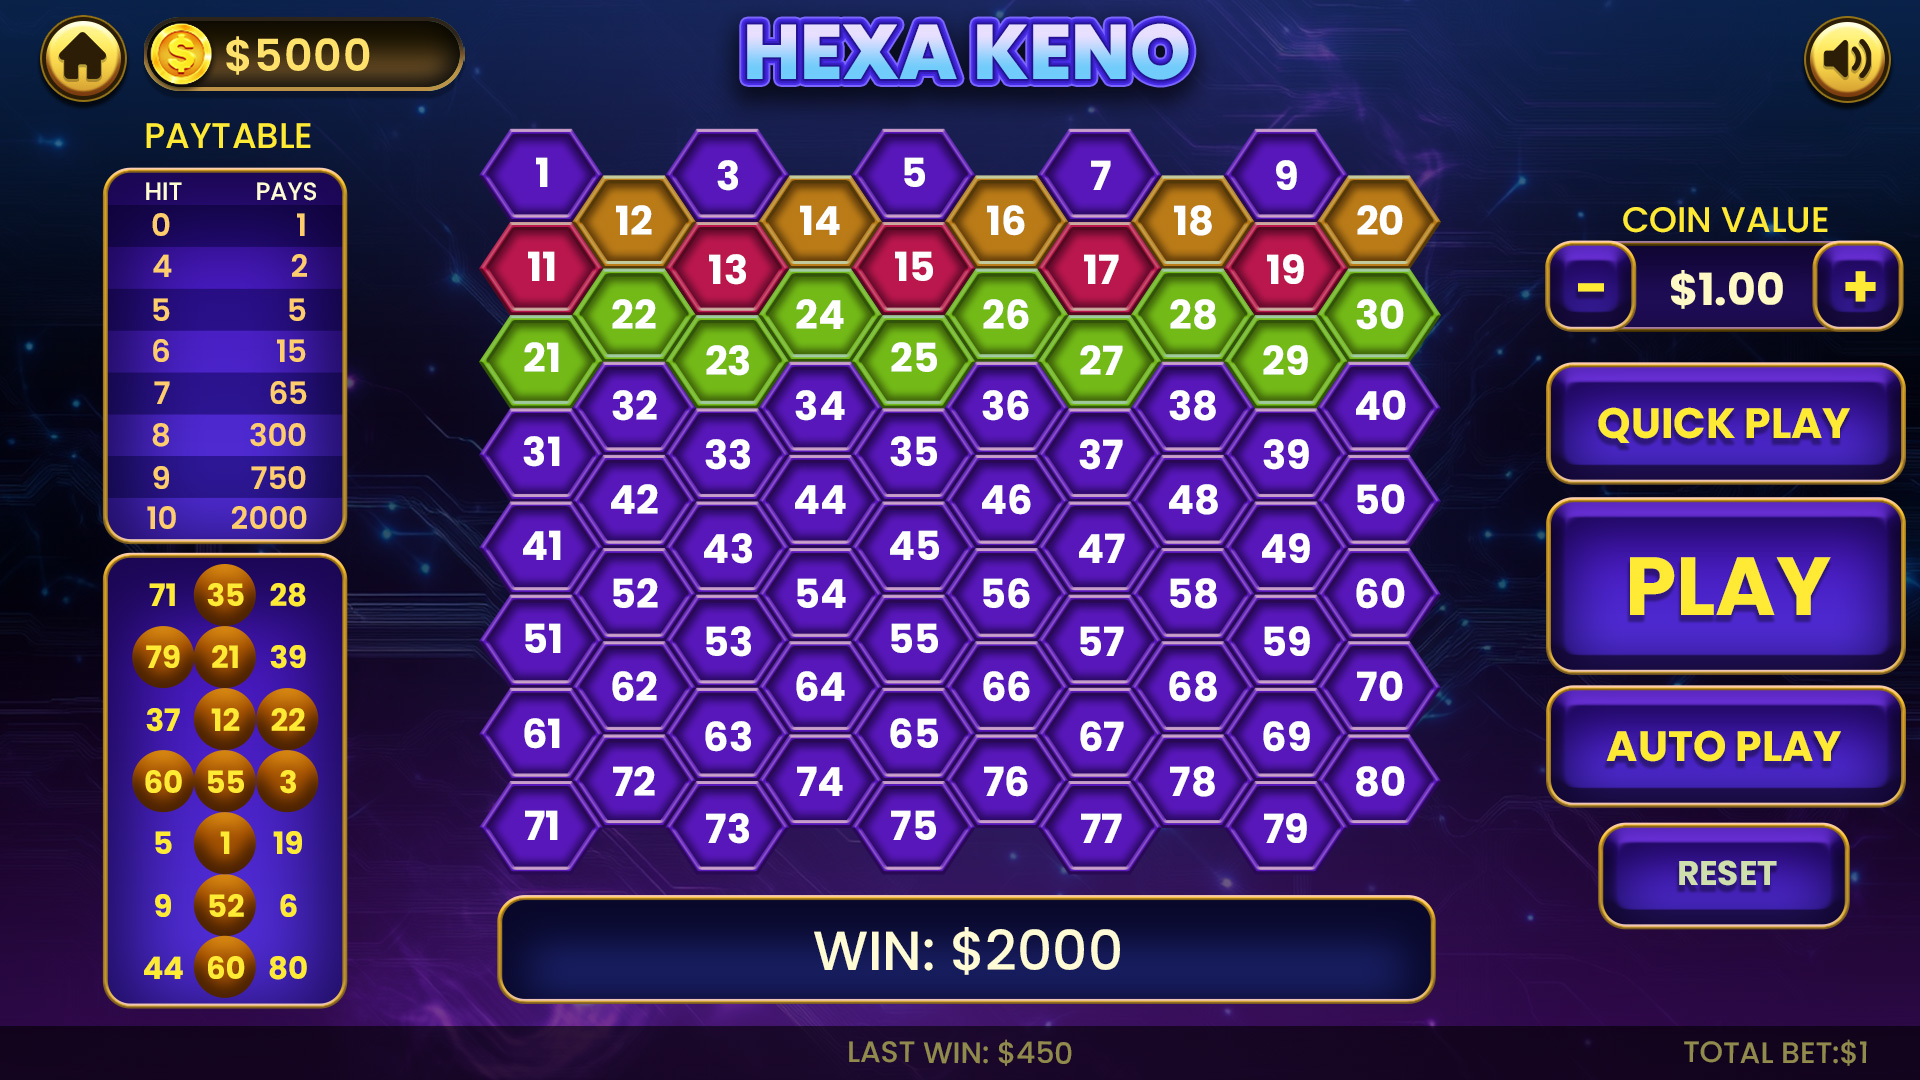 $5000
HEXA KENO
PAYTABLE
HIT PAYS
0 1
4 2
5 5
6 15
7 65
8 300
9 750
10 2000
71 35 28
79 21 39
37 12 22
60 55 3
5 1 19
9 52 6
44 60 80
1 3 5 7 9
12 14 16 18 20
11 13 15 17 19
22 24 26 28 30
21 23 25 27 29
32 34 36 38 40
31 33 35 37 39
42 44 46 48 50
41 43 45 47 49
52 54 56 58 60
51 53 55 57 59
62 64 66 68 70
61 63 65 67 69
72 74 76 78 80
71 73 75 77 79
WIN: $2000
COIN VALUE
- $1.00 +
QUICK PLAY
PLAY
AUTO PLAY
RESET
LAST WIN: $450
TOTAL BET:$1